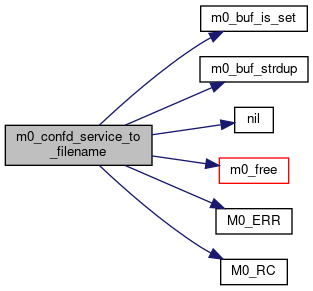 m0_confd_service_to
_filename
m0_buf_is_set
m0_buf_strdup
nil
m0_free
M0_ERR
M0_RC